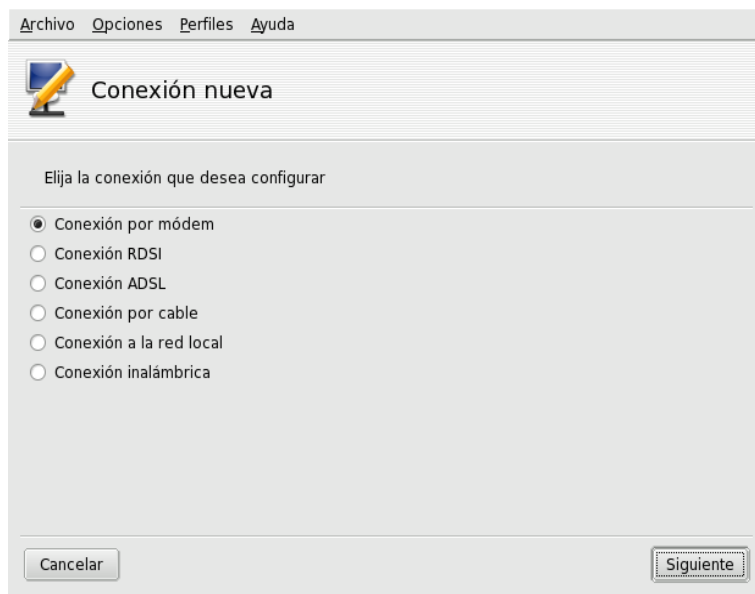 Archivo Opciones Perfiles Ayuda
Conexión nueva
Elija la conexión que desea configurar
Conexión por módem
Conexión RDSI
Conexión ADSL
Conexión por cable
Conexión a la red local
Conexión inalámbrica
Cancelar Siguiente